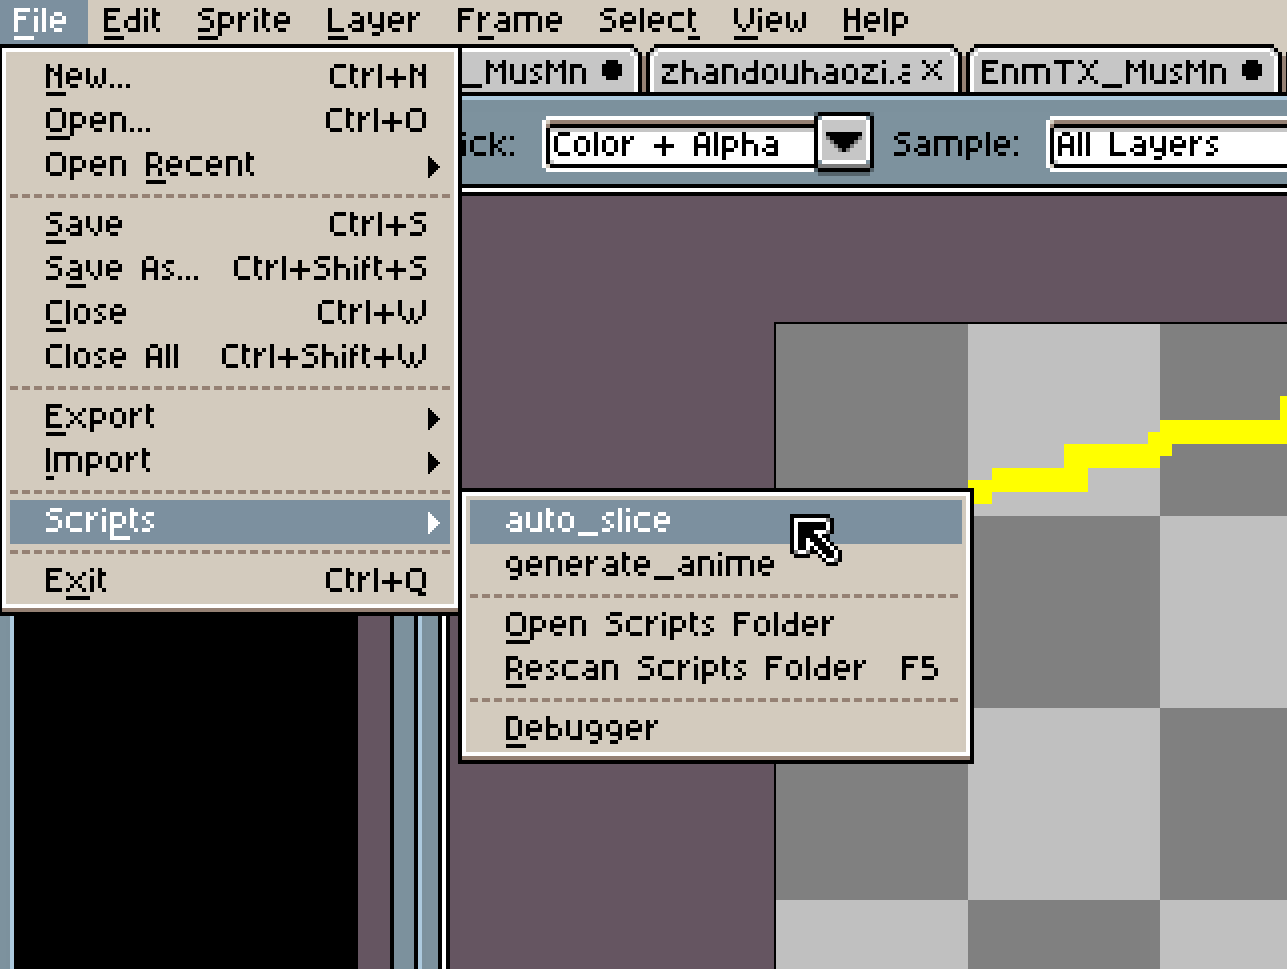 File Edit Sprite Layer Frame Select View Help
_MusMn zhandouhaozi.a EnmTX_MusMn
ick: Color + Alpha Sample: All Layers
New... Ctrl+N
Open... Ctrl+O
Open Recent
Save Ctrl+S
Save As... Ctrl+Shift+S
Close Ctrl+W
Close All Ctrl+Shift+W
Export
Import
Scripts
Exit Ctrl+Q
auto_slice
generate_anime
Open Scripts Folder
Rescan Scripts Folder F5
Debugger